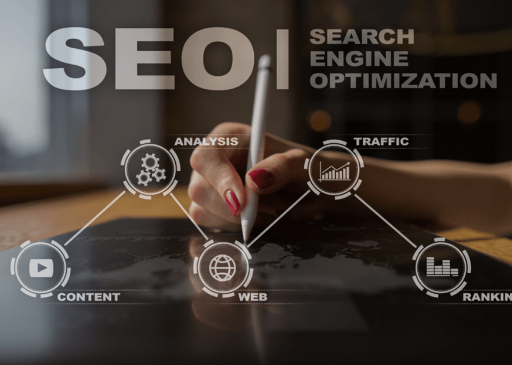 SEO
SEARCH
ENGINE
OPTIMIZATION
ANALYSIS
TRAFFIC
CONTENT
WEB
RANKIN